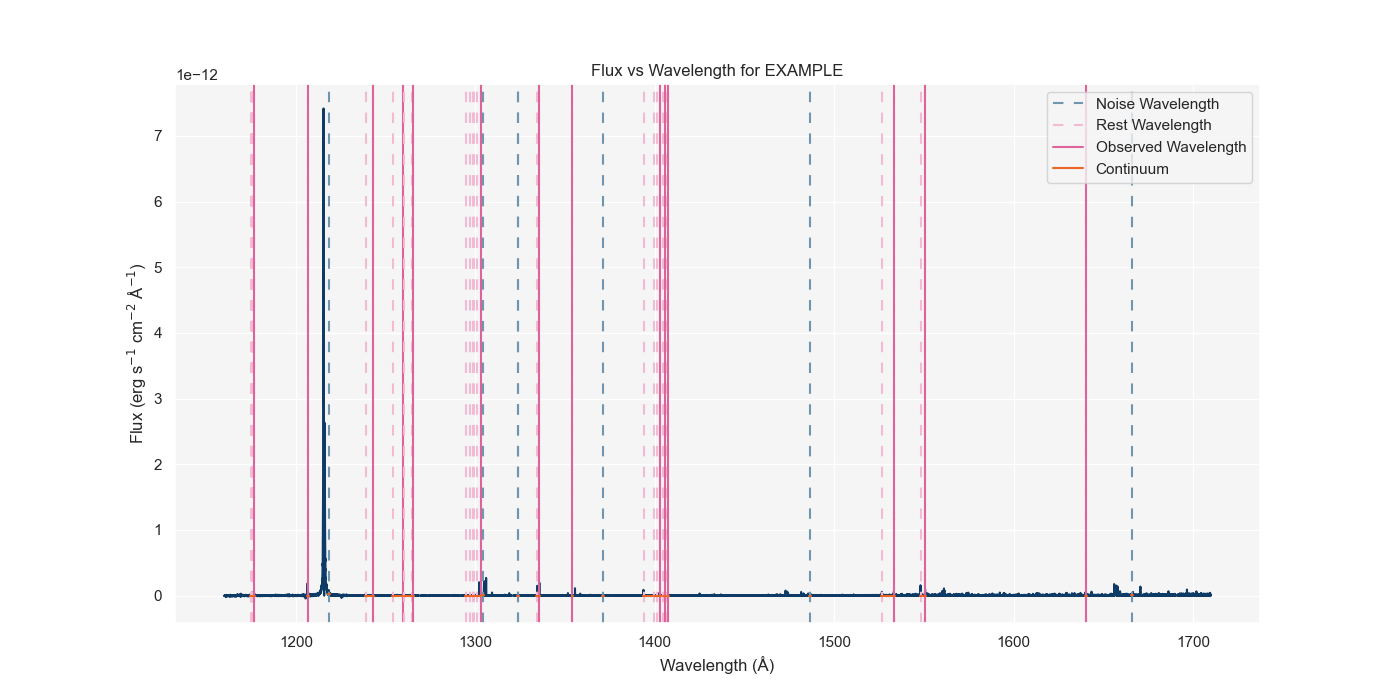 Flux vs Wavelength for EXAMPLE
1e−12
Noise Wavelength
Rest Wavelength
Observed Wavelength
Continuum
7
6
5
4
3
2
1
0
Flux (erg s⁻¹ cm⁻² Å⁻¹)
1200 1300 1400 1500 1600 1700
Wavelength (Å)